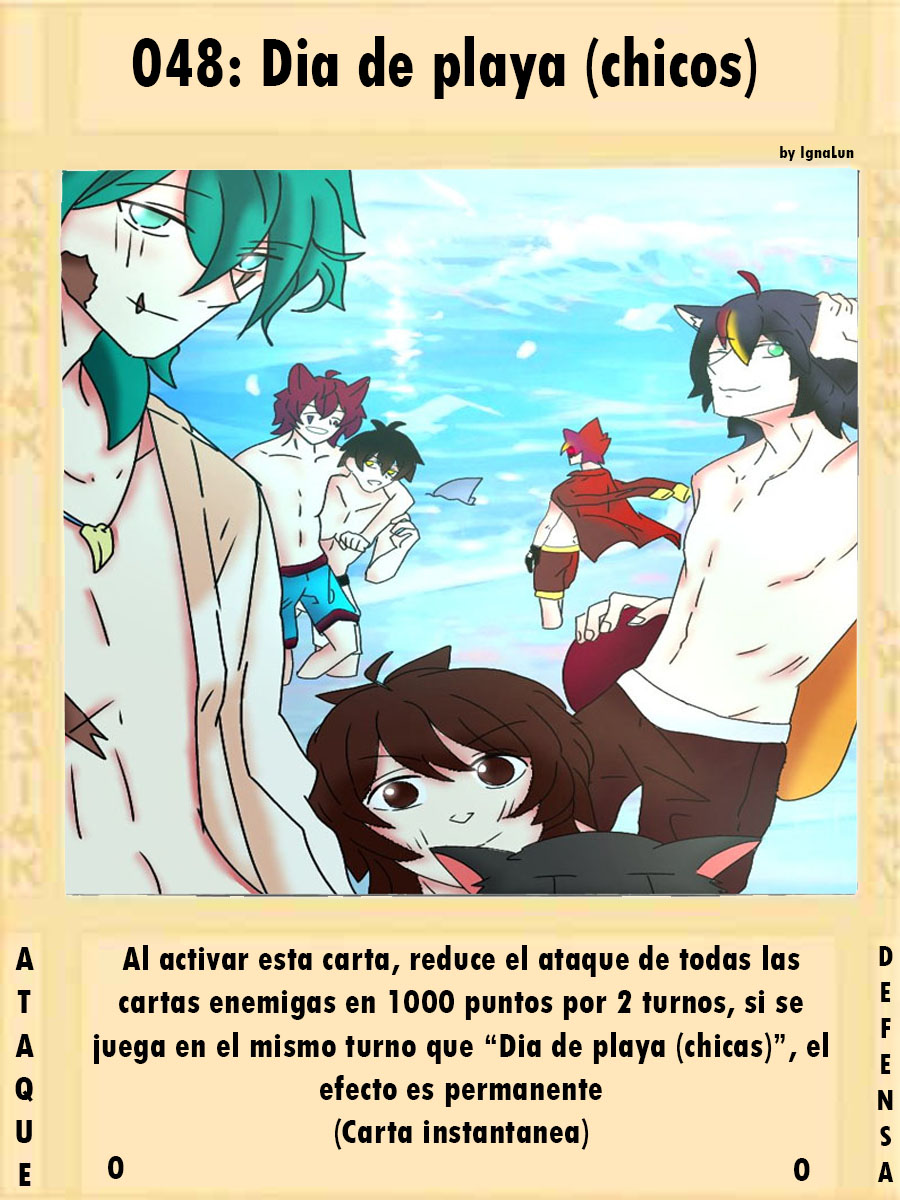 048: Dia de playa (chicos)
by IgnaLun
Al activar esta carta, reduce el ataque de todas las
cartas enemigas en 1000 puntos por 2 turnos, si se
juega en el mismo turno que “Dia de playa (chicas)”, el
efecto es permanente
(Carta instantanea)
ATAQUE
0
DEFENSA
0